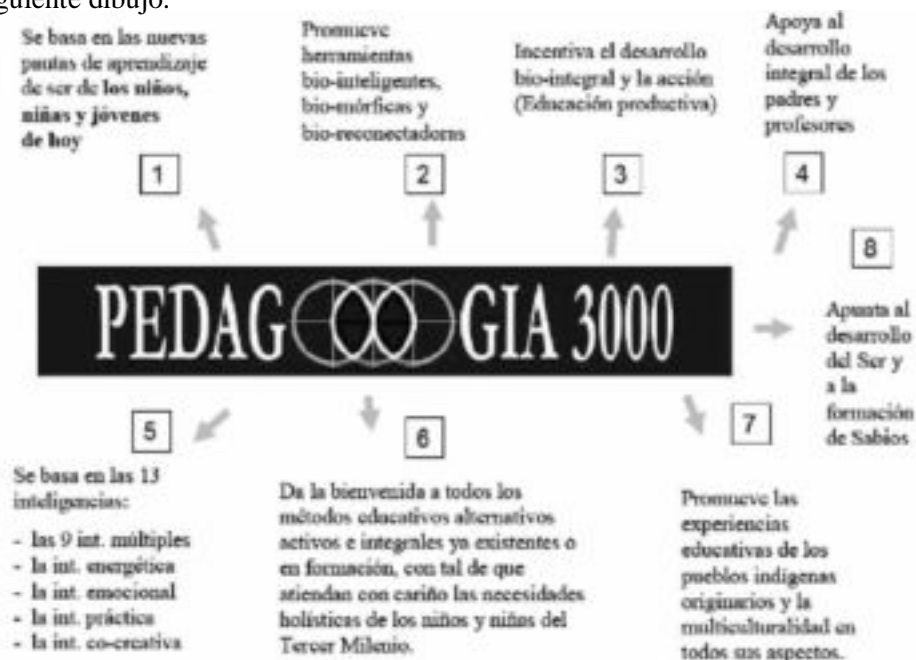 guiente dibujo.
Se basa en las nuevas
pautas de aprendizaje
de ser de los niños,
niñas y jóvenes
de hoy
1
Promueve
herramientas
bio-inteligentes,
bio-mórficas y
bio-reconectadoras
2
Incentiva el desarrollo
bio-integral y la acción
(Educación productiva)
3
Apoya al
desarrollo
integral de los
padres y
profesores
4
PEDAG GIA 3000
8
Apunta al
desarrollo
del Ser y
a la
formación
de Sabios
5
Se basa en las 13
inteligencias:
- las 9 int. múltiples
- la int. energética
- la int. emocional
- la int. práctica
- la int. co-creativa
6
Da la bienvenida a todos los
métodos educativos alternativos
activos e integrales ya existentes o
en formación, con tal de que
atiendan con cariño las necesidades
holísticas de los niños y niñas del
Tercer Milenio.
7
Promueve las
experiencias
educativas de los
pueblos indígenas
originarios y la
multiculturalidad en
todos sus aspectos.